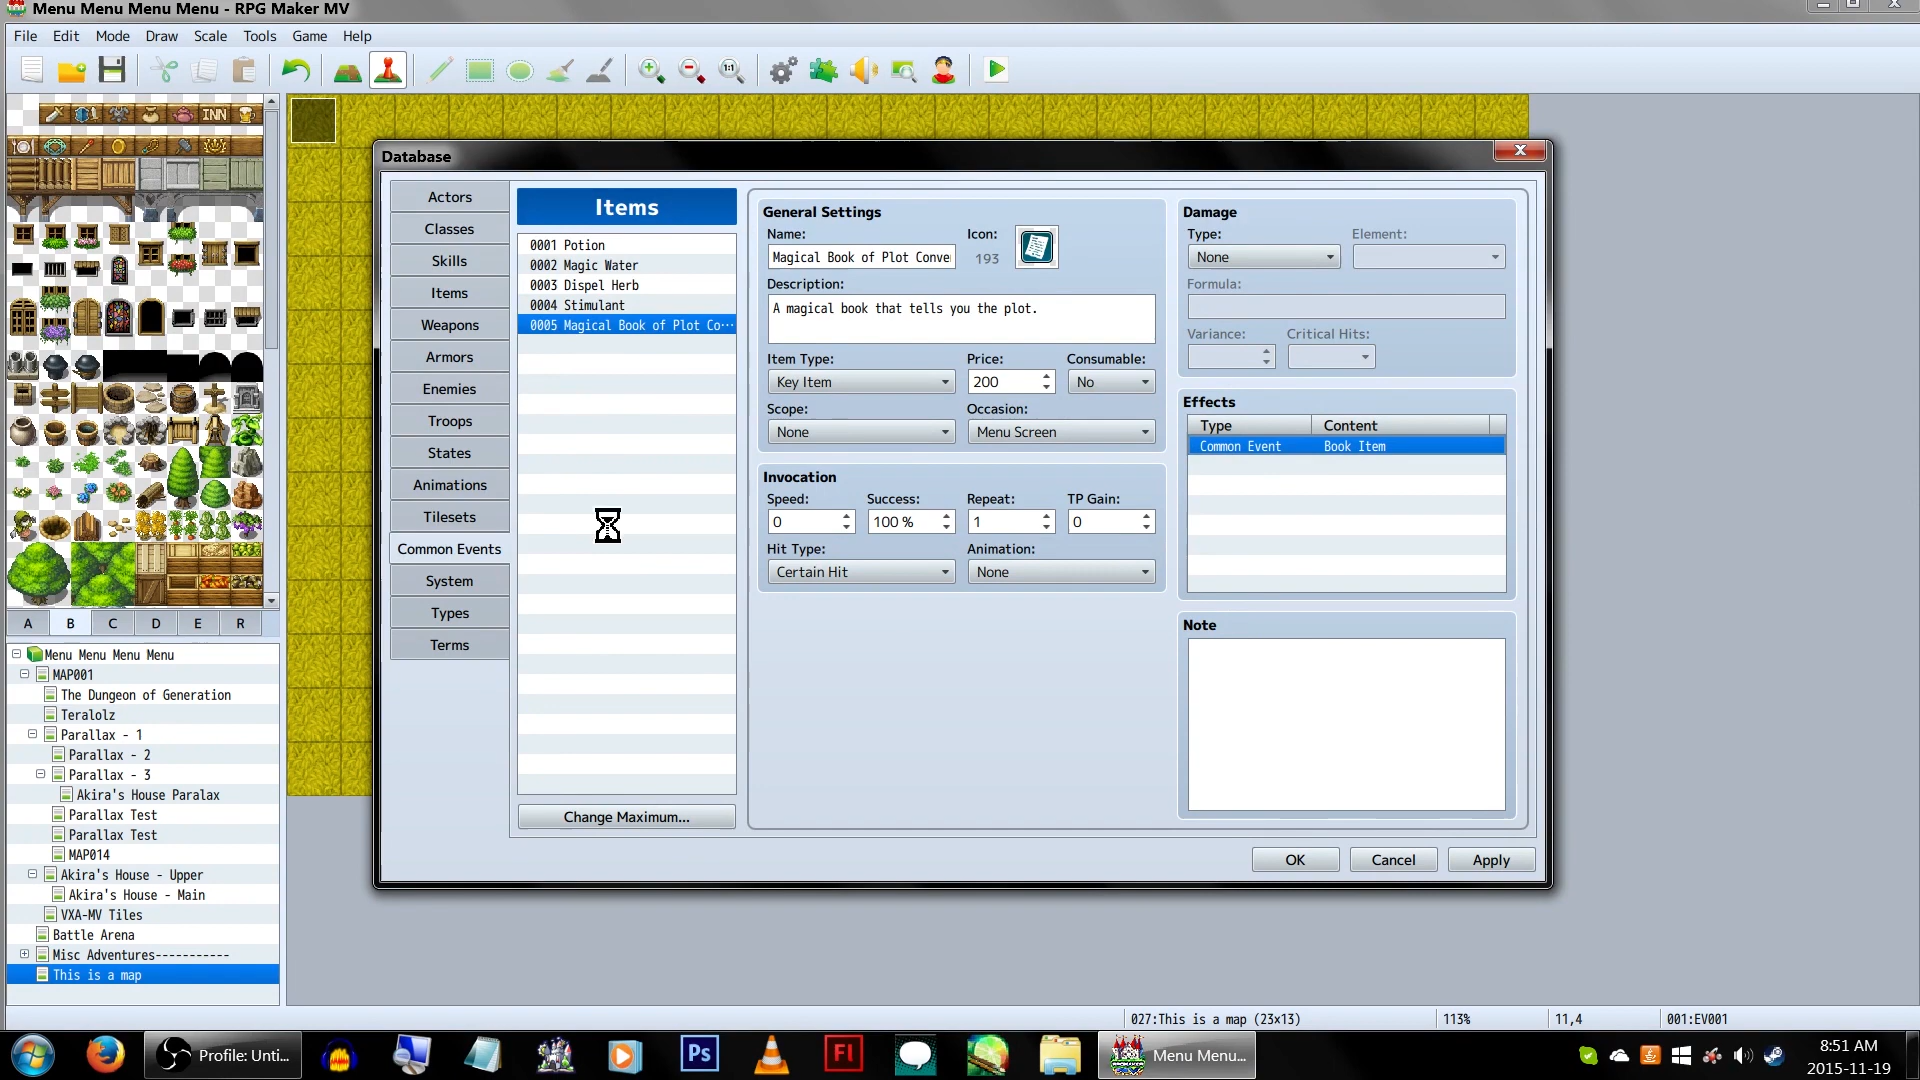 Menu Menu Menu Menu - RPG Maker MV
File Edit Mode Draw Scale Tools Game Help
1:1
INN
Database
Actors
Classes
Skills
Items
Weapons
Armors
Enemies
Troops
States
Animations
Tilesets
Common Events
System
Types
Terms
Items
0001 Potion
0002 Magic Water
0003 Dispel Herb
0004 Stimulant
0005 Magical Book of Plot Co...
Change Maximum...
General Settings
Name: Icon:
Magical Book of Plot Conve 193
Description:
A magical book that tells you the plot.
Item Type: Price: Consumable:
Key Item 200 No
Scope: Occasion:
None Menu Screen
Invocation
Speed: Success: Repeat: TP Gain:
0 100 % 1 0
Hit Type: Animation:
Certain Hit None
Damage
Type: Element:
None
Formula:
Variance: Critical Hits:
Effects
Type Content
Common Event Book Item
Note
OK Cancel Apply
A B C D E R
Menu Menu Menu Menu
MAP001
The Dungeon of Generation
Teralolz
Parallax - 1
Parallax - 2
Parallax - 3
Akira's House Paralax
Parallax Test
Parallax Test
MAP014
Akira's House - Upper
Akira's House - Main
VXA-MV Tiles
Battle Arena
Misc Adventures-----------
This is a map
027:This is a map (23x13) 113% 11,4 001:EV001
Profile: Unti... Ps Fl Menu Menu... 8:51 AM
2015-11-19